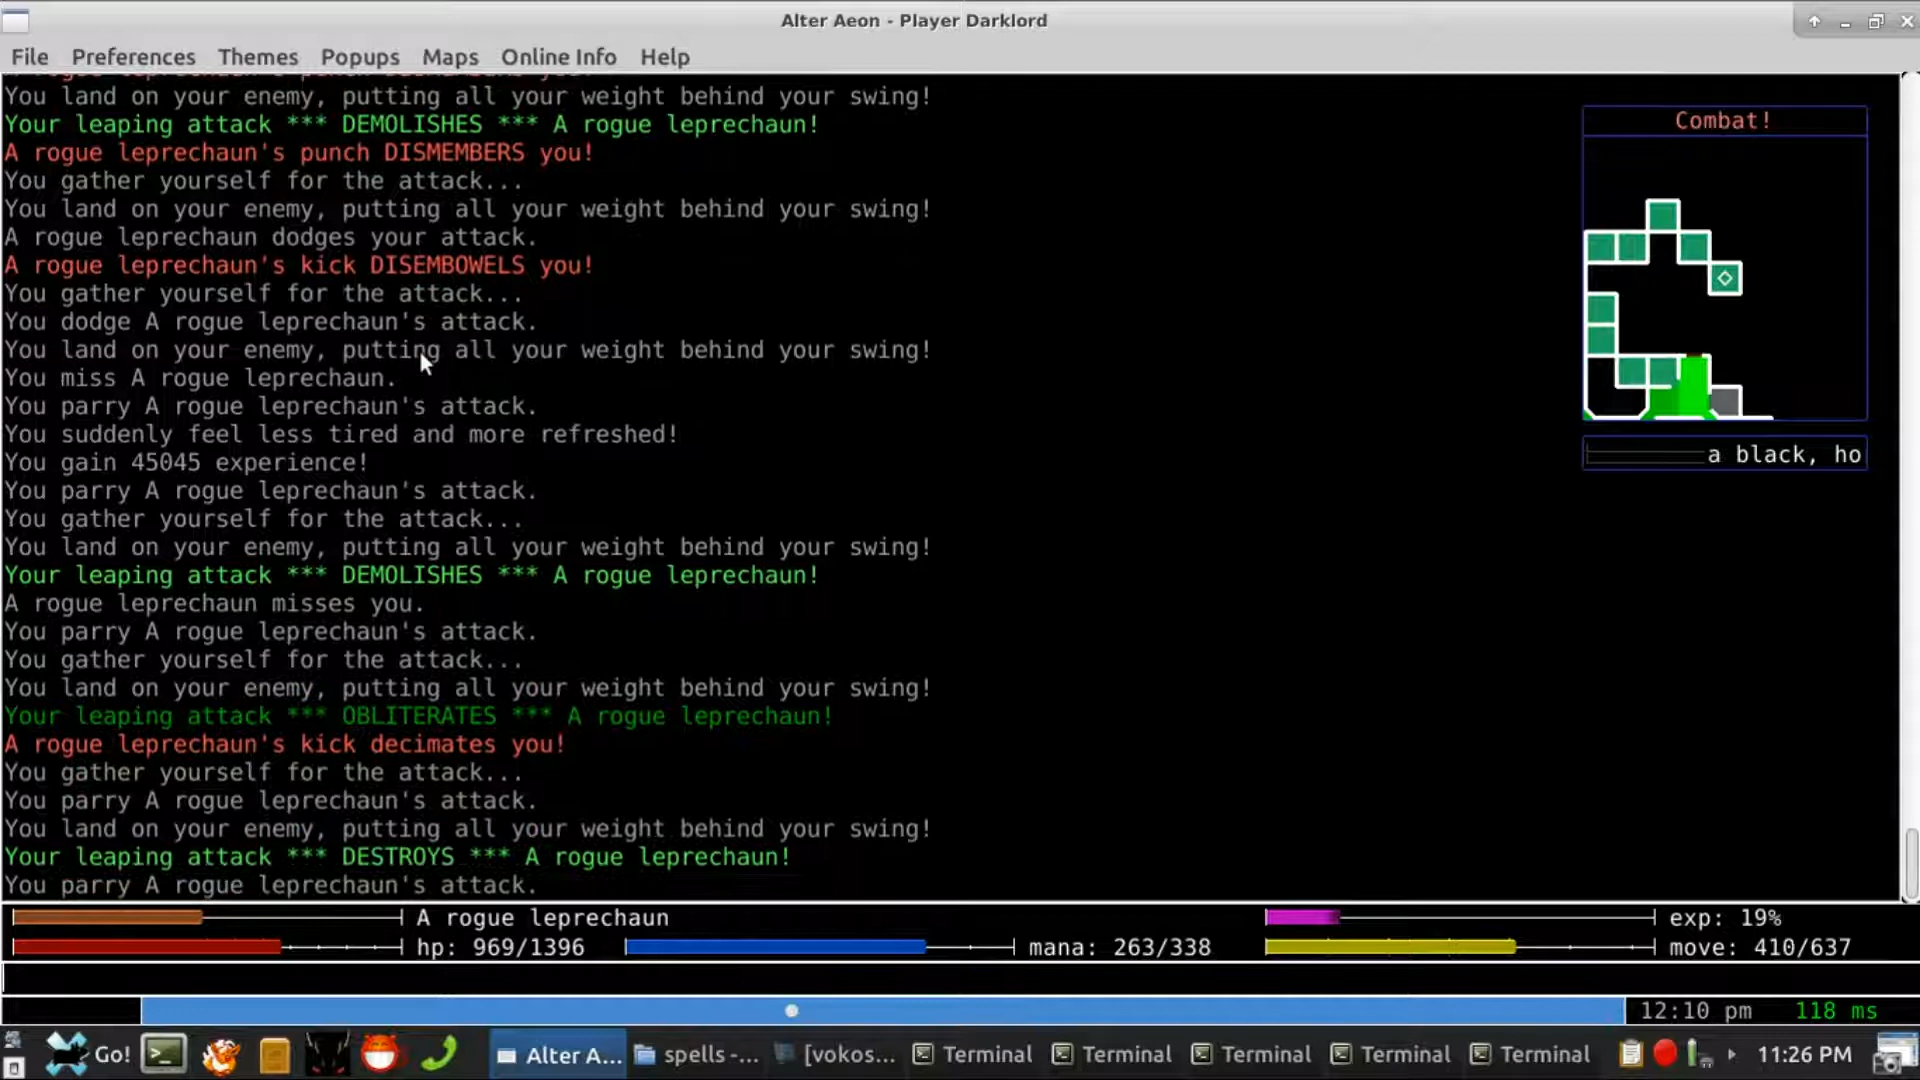 Alter Aeon - Player Darklord
File Preferences Themes Popups Maps Online Info Help
You land on your enemy, putting all your weight behind your swing!
Your leaping attack *** DEMOLISHES *** A rogue leprechaun!
A rogue leprechaun's punch DISMEMBERS you!
You gather yourself for the attack...
You land on your enemy, putting all your weight behind your swing!
A rogue leprechaun dodges your attack.
A rogue leprechaun's kick DISEMBOWELS you!
You gather yourself for the attack...
You dodge A rogue leprechaun's attack.
You land on your enemy, putting all your weight behind your swing!
You miss A rogue leprechaun.
You parry A rogue leprechaun's attack.
You suddenly feel less tired and more refreshed!
You gain 45045 experience!
You parry A rogue leprechaun's attack.
You gather yourself for the attack...
You land on your enemy, putting all your weight behind your swing!
Your leaping attack *** DEMOLISHES *** A rogue leprechaun!
A rogue leprechaun misses you.
You parry A rogue leprechaun's attack.
You gather yourself for the attack...
You land on your enemy, putting all your weight behind your swing!
Your leaping attack *** OBLITERATES *** A rogue leprechaun!
A rogue leprechaun's kick decimates you!
You gather yourself for the attack...
You parry A rogue leprechaun's attack.
You land on your enemy, putting all your weight behind your swing!
Your leaping attack *** DESTROYS *** A rogue leprechaun!
You parry A rogue leprechaun's attack.
Combat!
a black, ho
A rogue leprechaun exp: 19%
hp: 969/1396 mana: 263/338 move: 410/637
12:10 pm 118 ms
Go! Alter A... spells -... [vokos... Terminal Terminal Terminal Terminal Terminal 11:26 PM